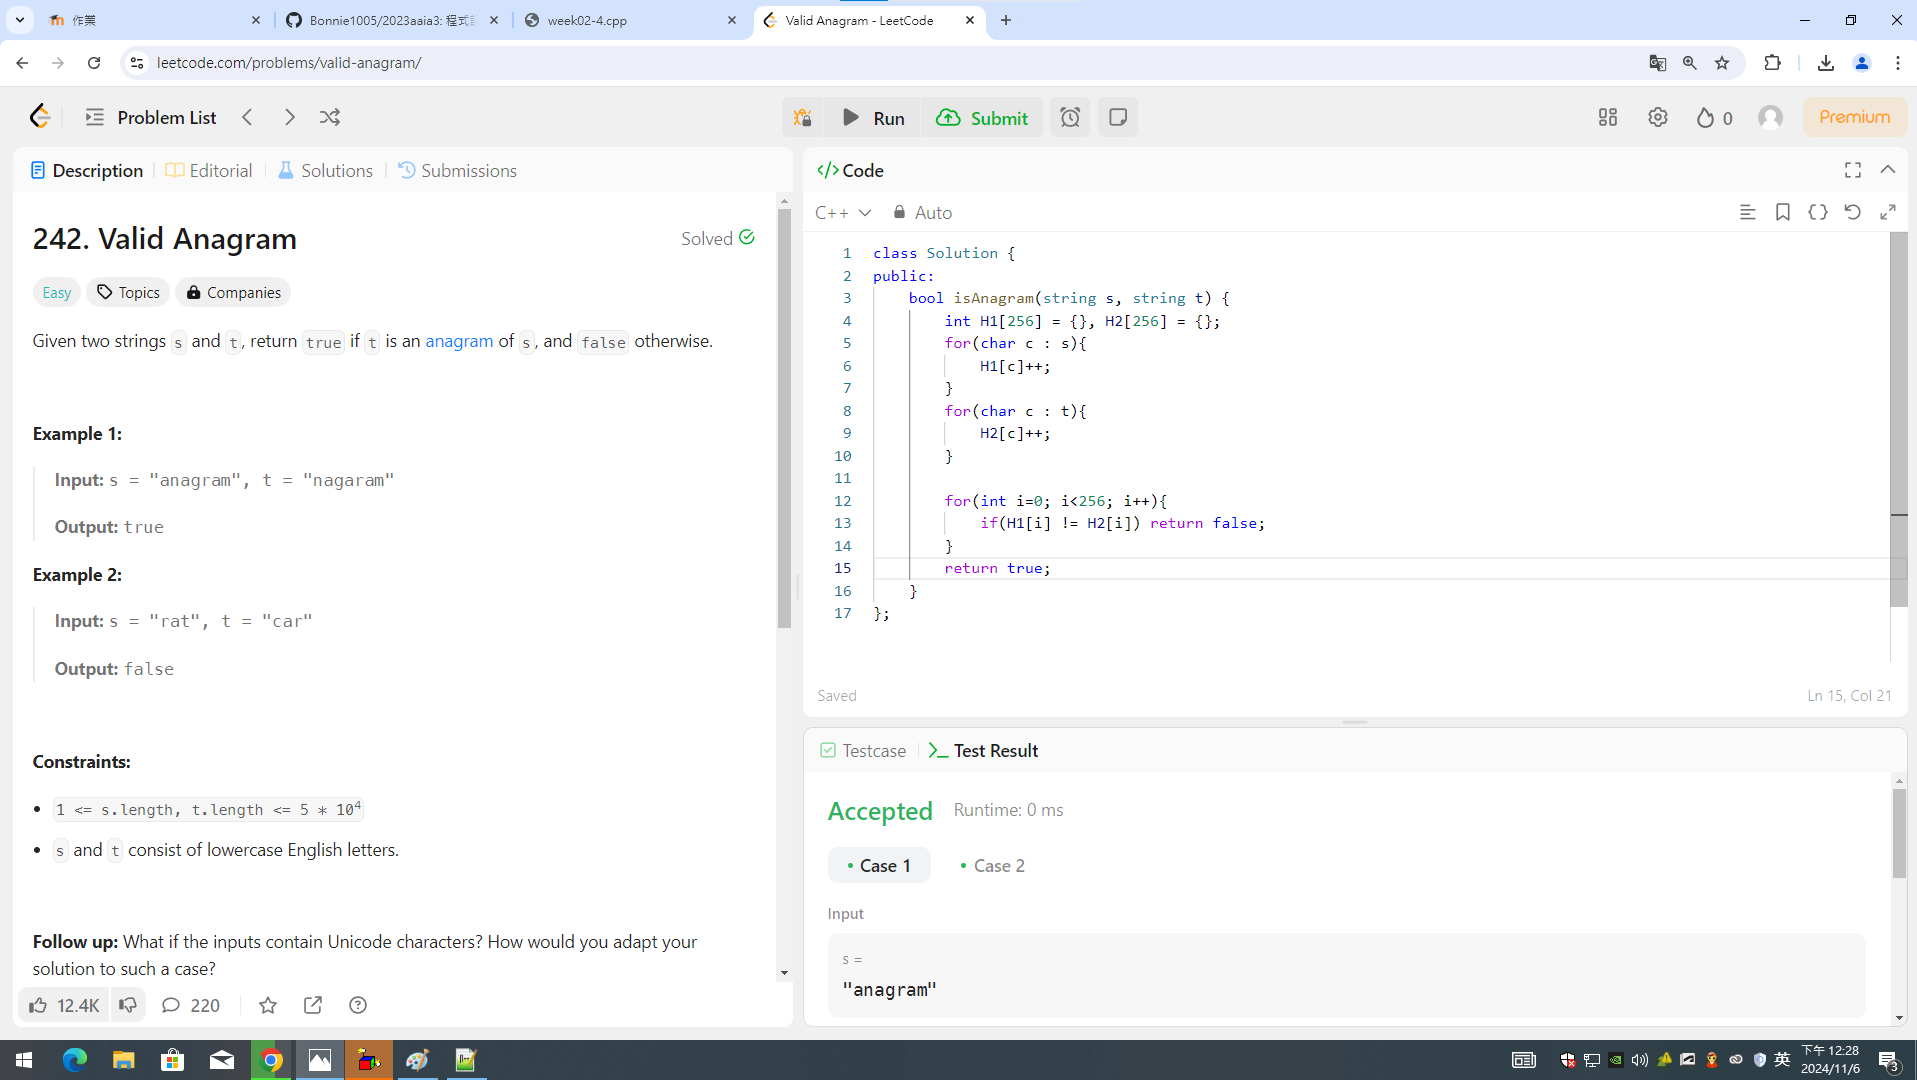 作業
Bonnie1005/2023aaia3: 程式
week02-4.cpp
Valid Anagram - LeetCode
leetcode.com/problems/valid-anagram/
Problem List
Run
Submit
0
Premium
Description
Editorial
Solutions
Submissions
242. Valid Anagram
Solved
Easy
Topics
Companies
Given two strings s and t, return true if t is an anagram of s, and false otherwise.
Example 1:
Input: s = "anagram", t = "nagaram"
Output: true
Example 2:
Input: s = "rat", t = "car"
Output: false
Constraints:
• 1 <= s.length, t.length <= 5 * 10⁴
• s and t consist of lowercase English letters.
Follow up: What if the inputs contain Unicode characters? How would you adapt your
solution to such a case?
12.4K
220
</> Code
C++
Auto
1 class Solution {
2 public:
3 bool isAnagram(string s, string t) {
4 int H1[256] = {}, H2[256] = {};
5 for(char c : s){
6 H1[c]++;
7 }
8 for(char c : t){
9 H2[c]++;
10 }
11
12 for(int i=0; i<256; i++){
13 if(H1[i] != H2[i]) return false;
14 }
15 return true;
16 }
17 };
Saved
Ln 15, Col 21
Testcase
Test Result
Accepted
Runtime: 0 ms
• Case 1
• Case 2
Input
s =
"anagram"
英
下午 12:28
2024/11/6
3